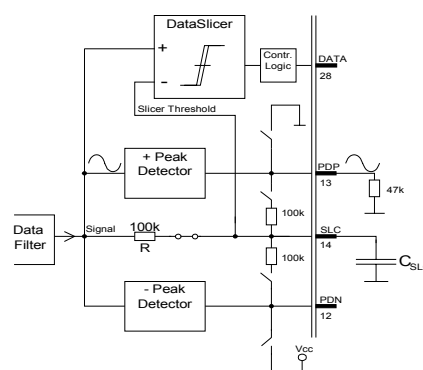 DataSlicer
+
-
Contr.
Logic
DATA
28
Slicer Threshold
+ Peak
Detector
PDP
13
47k
100k
Data
Filter
Signal
100k
R
SLC
14
100k
CSL
- Peak
Detector
PDN
12
Vcc